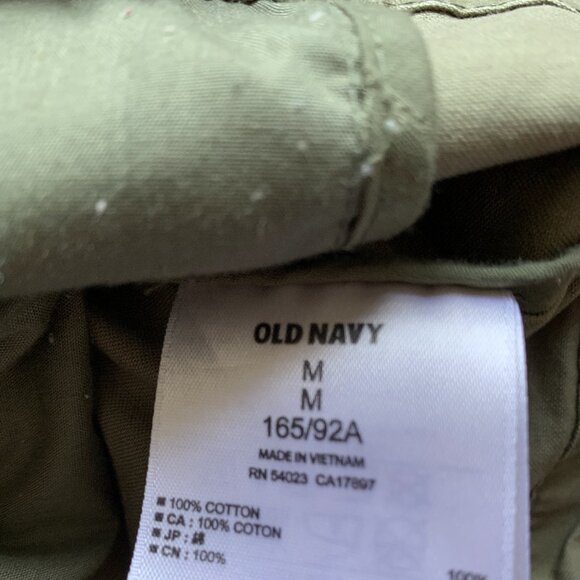 OLD NAVY
M
M
165/92A
MADE IN VIETNAM
RN 54023 CA17897
100% COTTON
CA : 100% COTON
JP : 綿
CN : 100%
100%